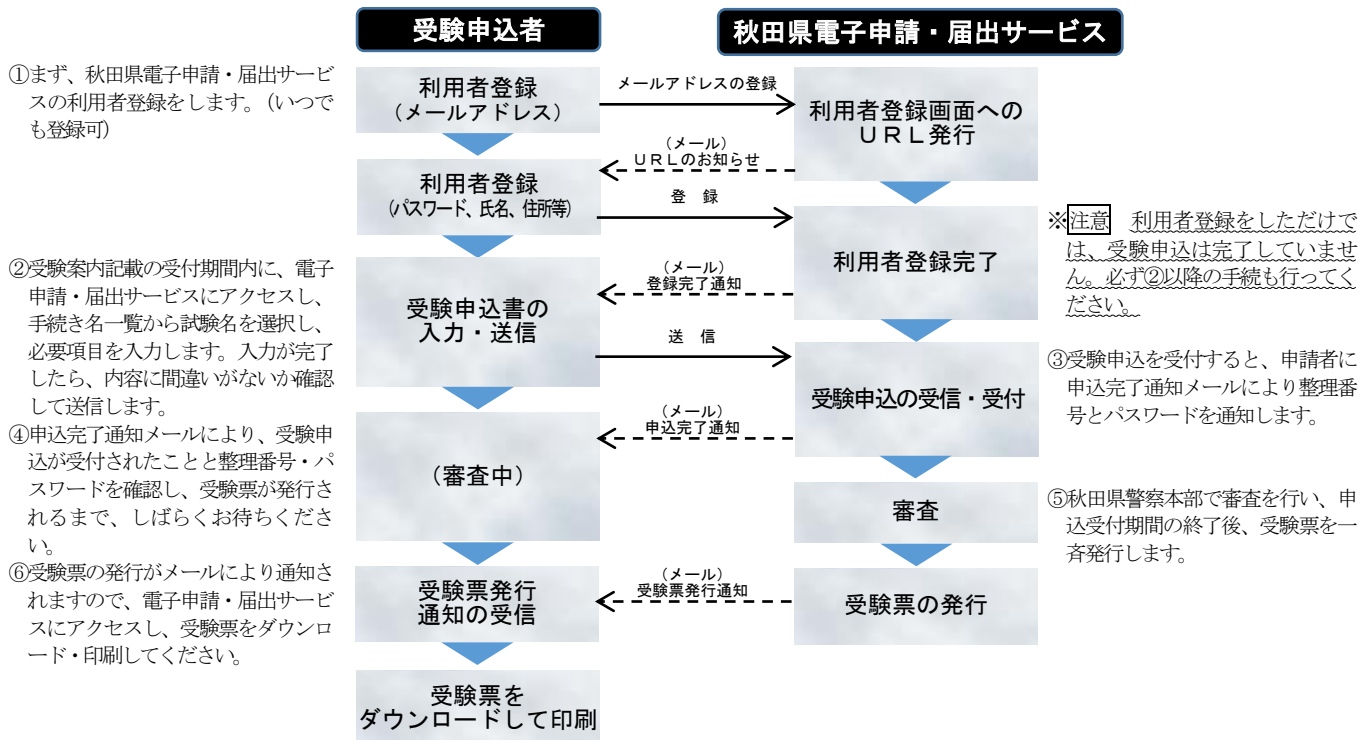 受験申込者
秋田県電子申請・届出サービス
①まず、秋田県電子申請・届出サービ
スの利用者登録をします。（いつで
も登録可）
利用者登録
（メールアドレス）
メールアドレスの登録
利用者登録画面への
ＵＲＬ発行
（メール）
ＵＲＬのお知らせ
利用者登録
（パスワード、氏名、住所等）
登　録
利用者登録完了
※注意　利用者登録をしただけで
は、受験申込は完了していませ
ん。必ず②以降の手続も行ってく
ださい。
（メール）
登録完了通知
②受験案内記載の受付期間内に、電子
申請・届出サービスにアクセスし、
手続き名一覧から試験名を選択し、
必要項目を入力します。入力が完了
したら、内容に間違いがないか確認
して送信します。
受験申込書の
入力・送信
送　信
受験申込の受信・受付
③受験申込を受付すると、申請者に
申込完了通知メールにより整理番
号とパスワードを通知します。
（メール）
申込完了通知
④申込完了通知メールにより、受験申
込が受付されたことと整理番号・パ
スワードを確認し、受験票が発行さ
れるまで、しばらくお待ちくださ
い。
（審査中）
審査
⑤秋田県警察本部で審査を行い、申
込受付期間の終了後、受験票を一
斉発行します。
⑥受験票の発行がメールにより通知さ
れますので、電子申請・届出サービ
スにアクセスし、受験票をダウンロ
ード・印刷してください。
受験票発行
通知の受信
（メール）
受験票発行通知
受験票の発行
受験票を
ダウンロードして印刷